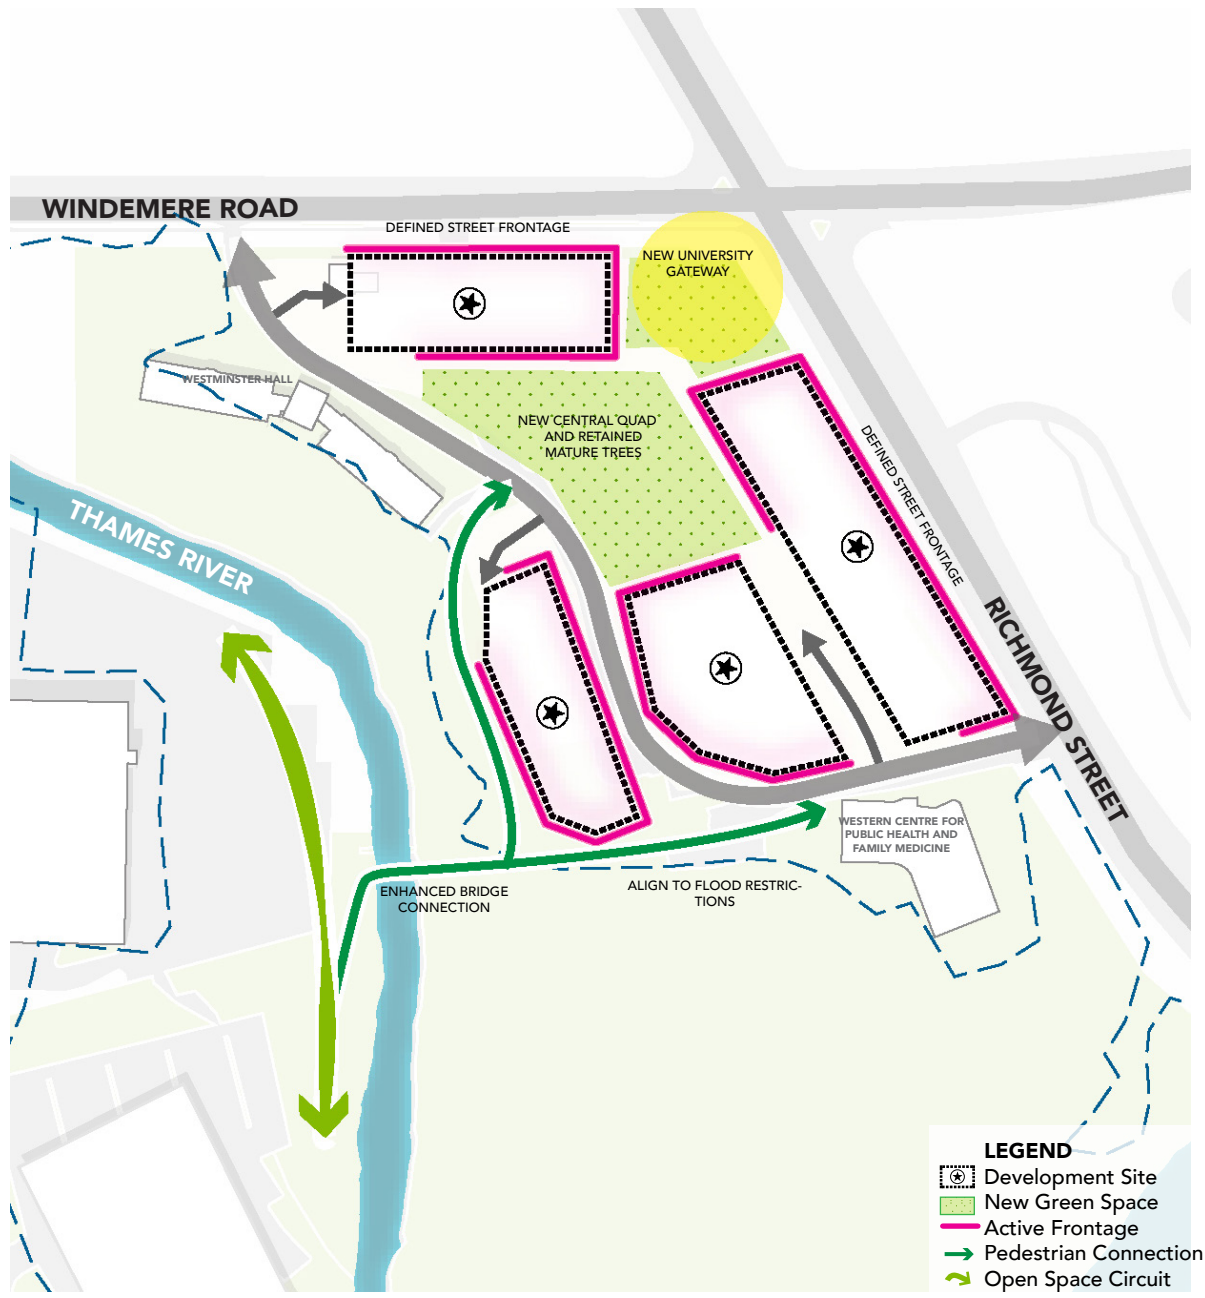 WINDEMERE ROAD
DEFINED STREET FRONTAGE
NEW UNIVERSITY
GATEWAY
WESTMINSTER HALL
NEW CENTRAL QUAD
AND RETAINED
MATURE TREES
DEFINED STREET FRONTAGE
THAMES RIVER
RICHMOND STREET
WESTERN CENTRE FOR
PUBLIC HEALTH AND
FAMILY MEDICINE
ENHANCED BRIDGE
CONNECTION
ALIGN TO FLOOD RESTRIC-
TIONS
LEGEND
Development Site
New Green Space
Active Frontage
Pedestrian Connection
Open Space Circuit